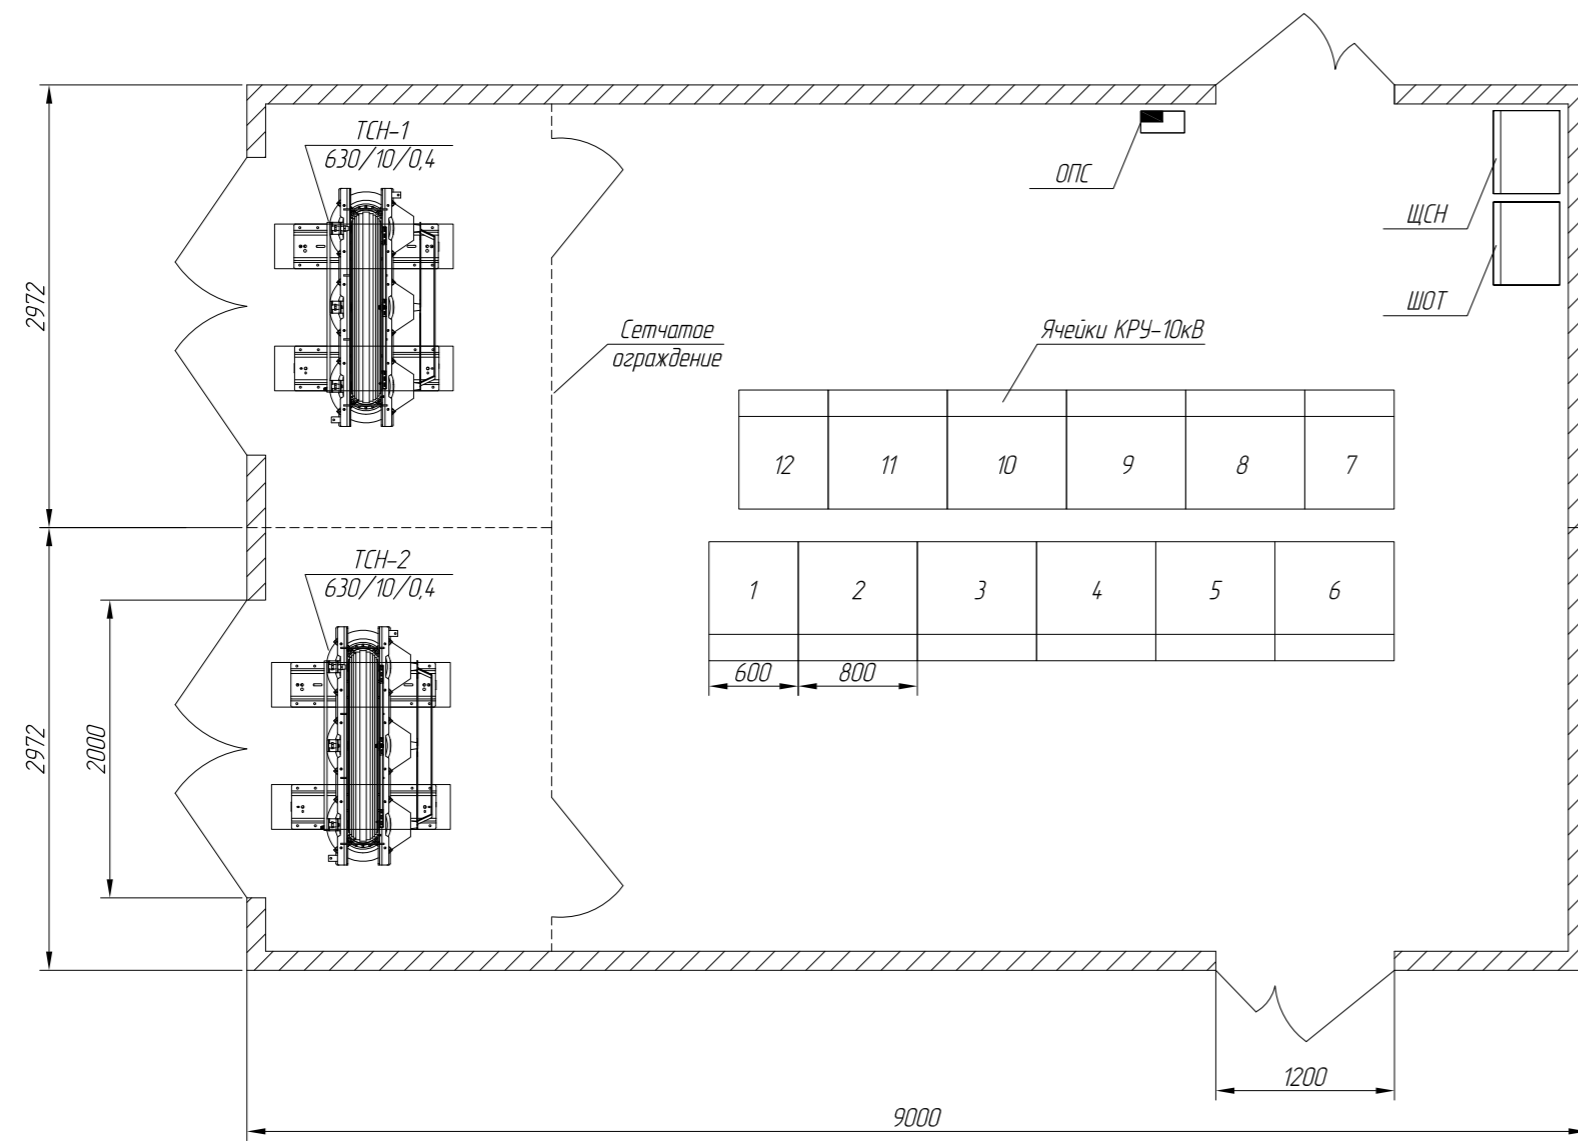 ТСН-1
630/10/0,4
ОПС
ЩСН
ШОТ
2972
Сетчатое
ограждение
Ячейки КРУ-10кВ
12 11 10 9 8 7
ТСН-2
630/10/0,4
1 2 3 4 5 6
600 800
2972
2000
1200
9000